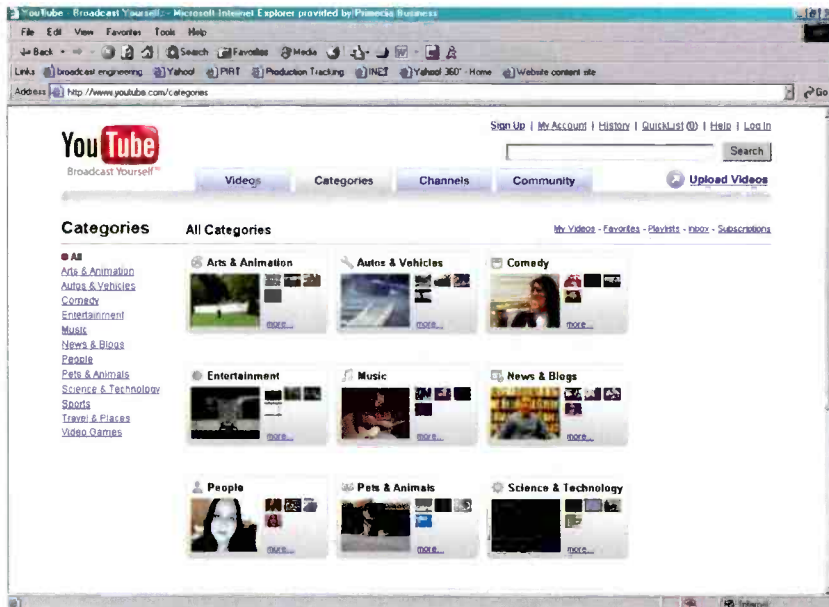 YouTube - Broadcast Yourself. - Microsoft Internet Explorer provided by Primedia Business
File Edit View Favorites Tools Help
Back Search Favorites Media
Links broadcast engineering Yahoo! PIRT Production Tracking INET Yahoo! 360° - Home Website content site
Address http://www.youtube.com/categories Go
YouTube
Broadcast Yourself™
Sign Up | My Account | History | QuickList (0) | Help | Log In
Search
Videos Categories Channels Community Upload Videos
Categories
All Categories
My Videos - Favorites - Playlists - Inbox - Subscriptions
All
Arts & Animation
Autos & Vehicles
Comedy
Entertainment
Music
News & Blogs
People
Pets & Animals
Science & Technology
Sports
Travel & Places
Video Games
Arts & Animation Autos & Vehicles Comedy
more... more... more...
Entertainment Music News & Blogs
more... more... more...
People Pets & Animals Science & Technology
more... more... more...
Internet